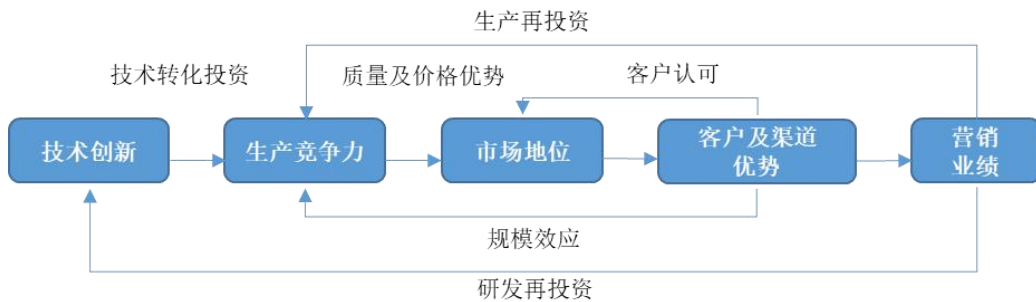 生产再投资
技术转化投资
质量及价格优势
客户认可
技术创新
生产竞争力
市场地位
客户及渠道
优势
营销
业绩
规模效应
研发再投资